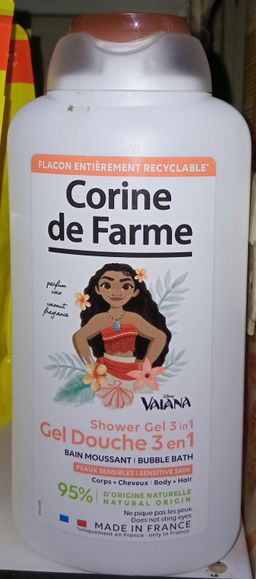 FLACON ENTIÈREMENT RECYCLABLE*
Corine
de Farme
parfum
coco
coconut
fragrance
Disney
VAIANA
Shower Gel 3 in 1
Gel Douche 3 en 1
BAIN MOUSSANT | BUBBLE BATH
PEAUX SENSIBLES | SENSITIVE SKIN
Corps • Cheveux | Body • Hair
95% D'ORIGINE NATURELLE
NATURAL ORIGIN
Ne pique pas les yeux.
Does not sting eyes
MADE IN FRANCE
*uniquement en France · only in France